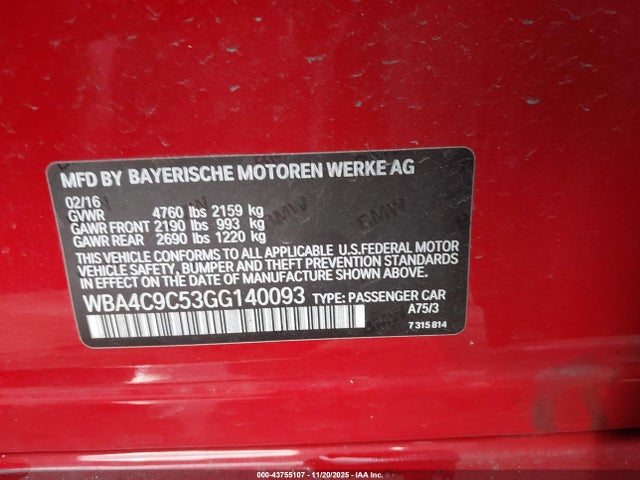 MFD BY BAYERISCHE MOTOREN WERKE AG
02/16
GVWR 4760 lbs 2159 kg
GAWR FRONT 2190 lbs 993 kg
GAWR REAR 2690 lbs 1220 kg
THIS VEHICLE CONFORMS TO ALL APPLICABLE U.S.FEDERAL MOTOR
VEHICLE SAFETY, BUMPER AND THEFT PREVENTION STANDARDS
IN EFFECT ON THE DATE OF MANUFACTURE SHOWN ABOVE.
WBA4C9C53GG140093 TYPE: PASSENGER CAR
A75/3
7 315 814
BMW
BMW
BMW
© 43755107 - 11/20/2025 - IAA Inc. ©